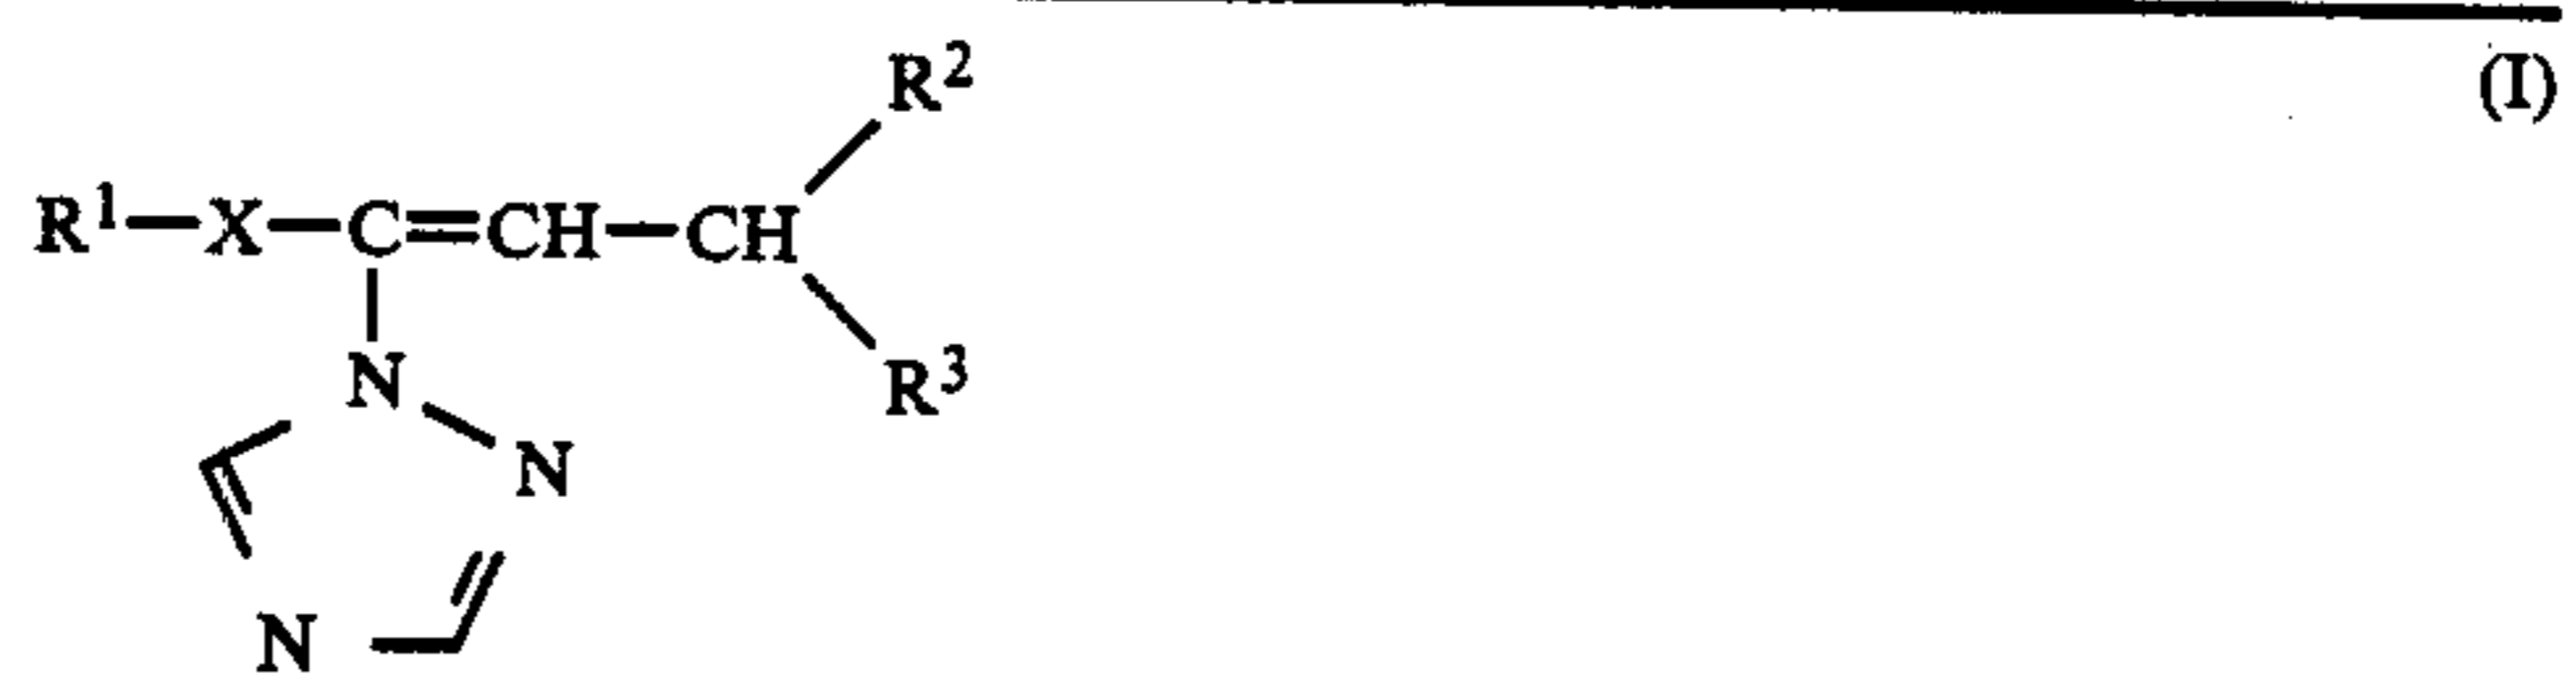 R²
(I)
R¹—X—C=CH—CH
R³
N
N
N